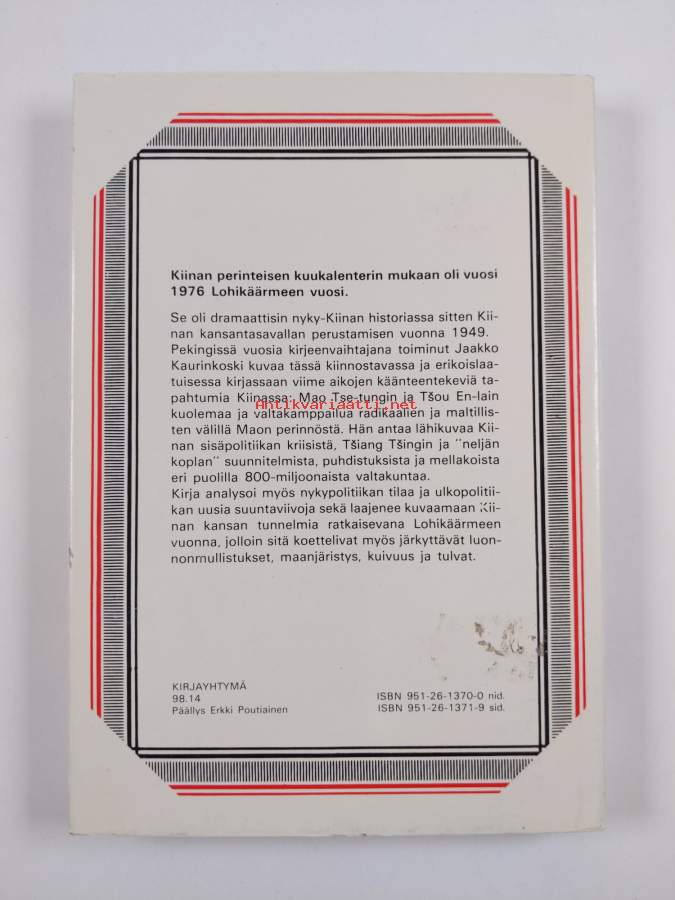 Kiinan perinteisen kuukalenterin mukaan oli vuosi
1976 Lohikäärmeen vuosi.
Se oli dramaattisin nyky-Kiinan historiassa sitten Kii-
nan kansantasavallan perustamisen vuonna 1949.
Pekingissä vuosia kirjeenvaihtajana toiminut Jaakko
Kaurinkoski kuvaa tässä kiinnostavassa ja erikoislaa-
tuisessa kirjassaan viime aikojen käänteentekeviä ta-
pahtumia Kiinassa: Mao Tse-tungin ja Tšou En-lain
Antikvariaatti.net
kuolemaa ja valtakamppailua radikaalien ja maltillis-
ten välillä Maon perinnöstä. Hän antaa lähikuvaa Kii-
nan sisäpolitiikan kriisistä, Tšiang Tšingin ja "neljän
koplan" suunnitelmista, puhdistuksista ja mellakoista
eri puolilla 800-miljoonaista valtakuntaa.
Kirja analysoi myös nykypolitiikan tilaa ja ulkopolitii-
kan uusia suuntaviivoja sekä laajenee kuvaamaan Kii-
nan kansan tunnelmia ratkaisevana Lohikäärmeen
vuonna, jolloin sitä koettelivat myös järkyttävät luon-
nonmullistukset, maanjäristys, kuivuus ja tulvat.
KIRJAYHTYMÄ
98.14
Päällys Erkki Poutiainen
ISBN 951-26-1370-0 nid.
ISBN 951-26-1371-9 sid.